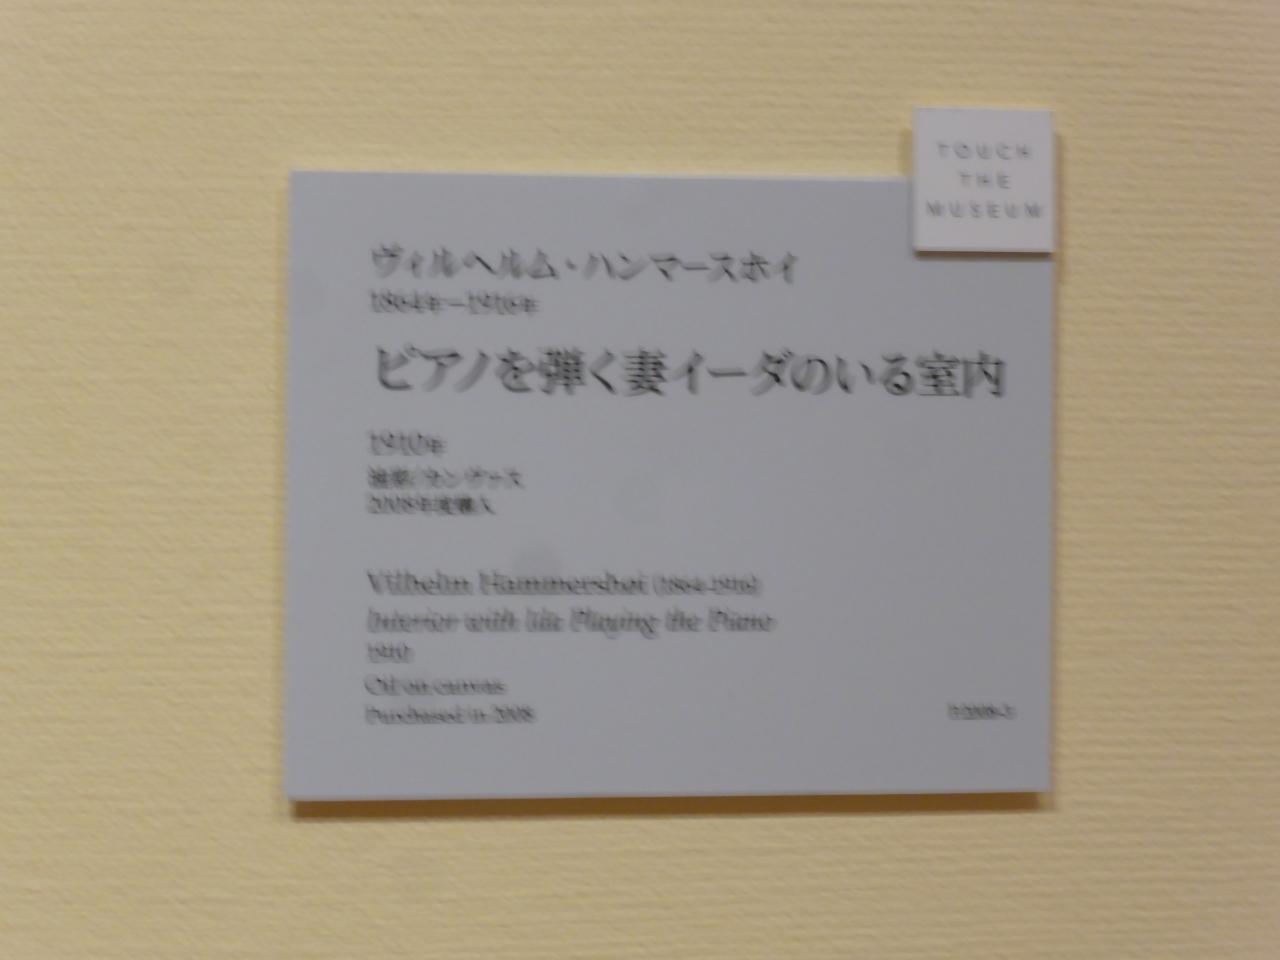 TOUCH
THE
MUSEUM
ヴィルヘルム・ハンマースホイ
1864年－1916年
ピアノを弾く妻イーダのいる室内
1910年
油彩/カンヴァス
2008年度購入
Vilhelm Hammershøi (1864-1916)
Interior with Ida Playing the Piano
1910
Oil on canvas
Purchased in 2008